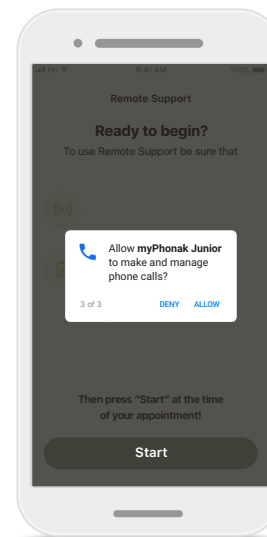 PH
9:41 AM
100%
Remote Support
Ready to begin?
To use Remote Support be sure that
Allow myPhonak Junior
to make and manage
phone calls?
3 of 3
DENY
ALLOW
Then press "Start" at the time
of your appointment!
Start